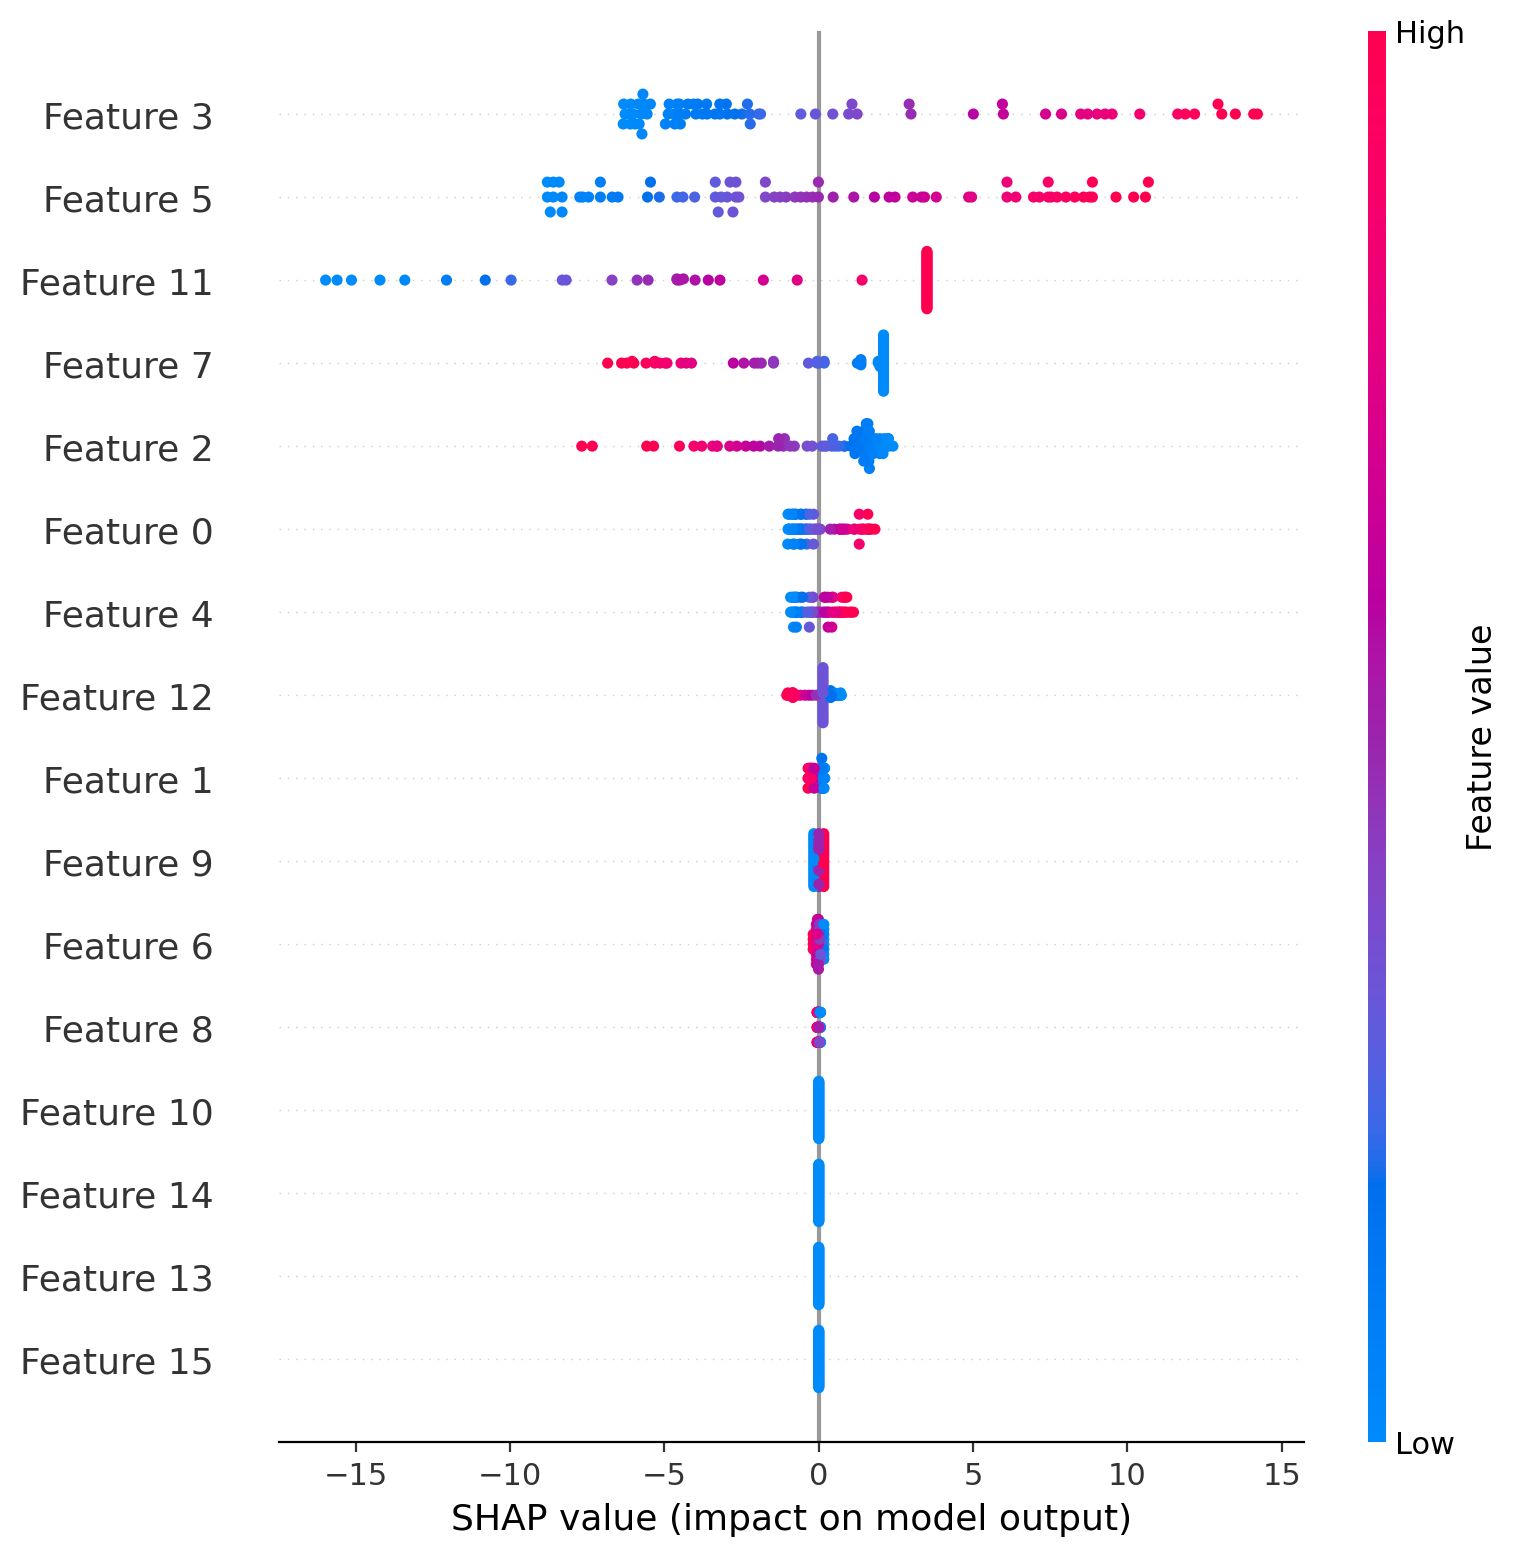 High
Feature 3
Feature 5
Feature 11
Feature 7
Feature 2
Feature 0
Feature 4
Feature 12
Feature 1
Feature 9
Feature 6
Feature 8
Feature 10
Feature 14
Feature 13
Feature 15
Feature value
Low
−15 −10 −5 0 5 10 15
SHAP value (impact on model output)